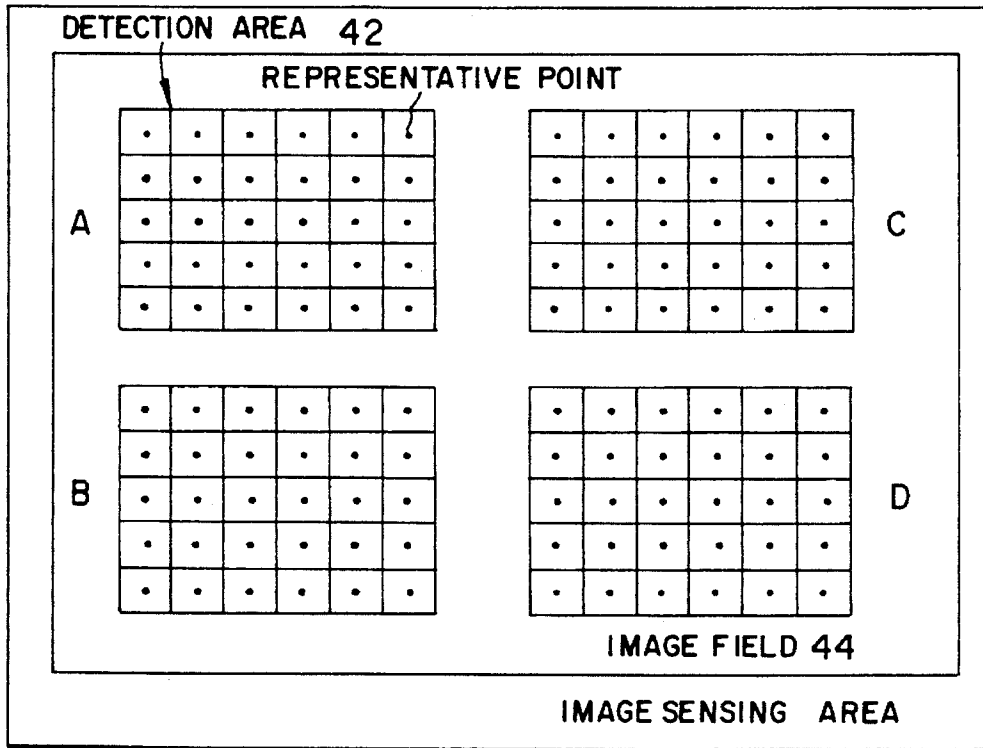 DETECTION AREA 42
REPRESENTATIVE POINT
A
C
B
D
IMAGE FIELD 44
IMAGE SENSING AREA